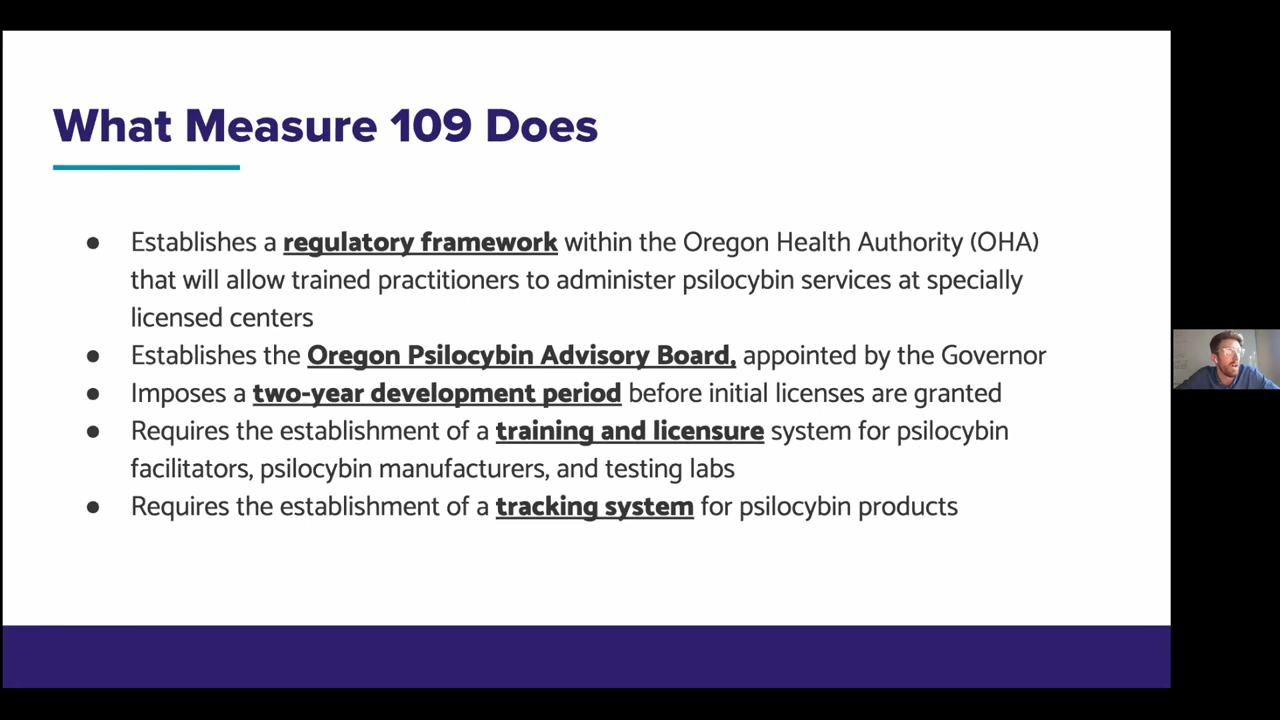 What Measure 109 Does
● Establishes a regulatory framework within the Oregon Health Authority (OHA)
that will allow trained practitioners to administer psilocybin services at specially
licensed centers
● Establishes the Oregon Psilocybin Advisory Board, appointed by the Governor
● Imposes a two-year development period before initial licenses are granted
● Requires the establishment of a training and licensure system for psilocybin
facilitators, psilocybin manufacturers, and testing labs
● Requires the establishment of a tracking system for psilocybin products